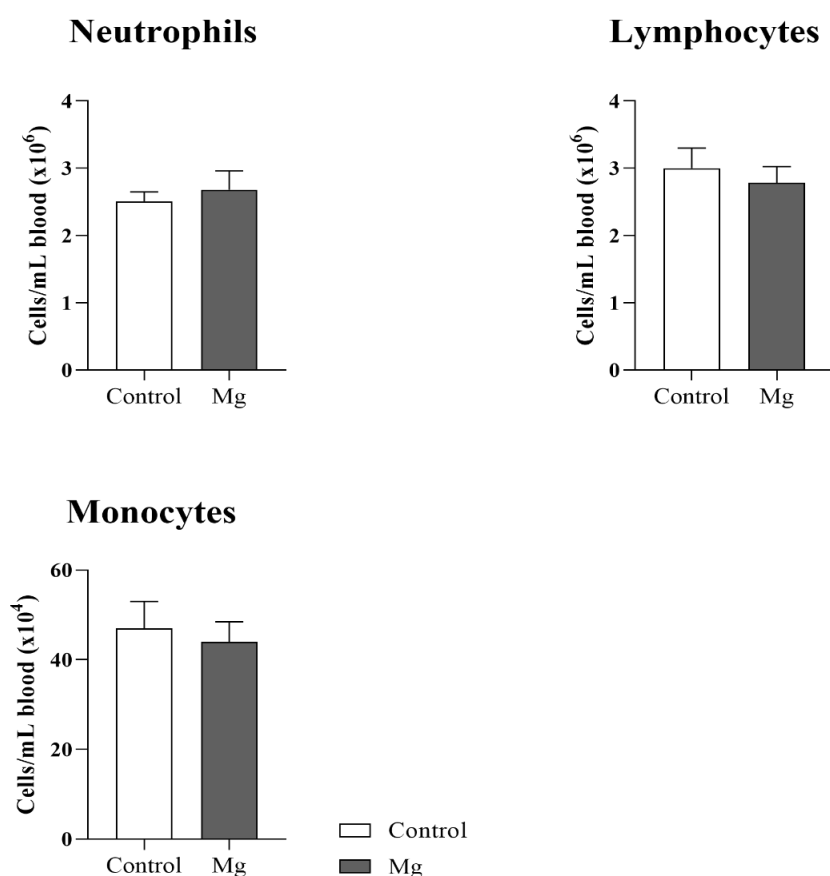 Neutrophils
Cells/mL blood (x10⁶)
4
3
2
1
0
Control Mg
Lymphocytes
Cells/mL blood (x10⁶)
4
3
2
1
0
Control Mg
Monocytes
Cells/mL blood (x10⁴)
60
40
20
0
Control Mg
Control
Mg